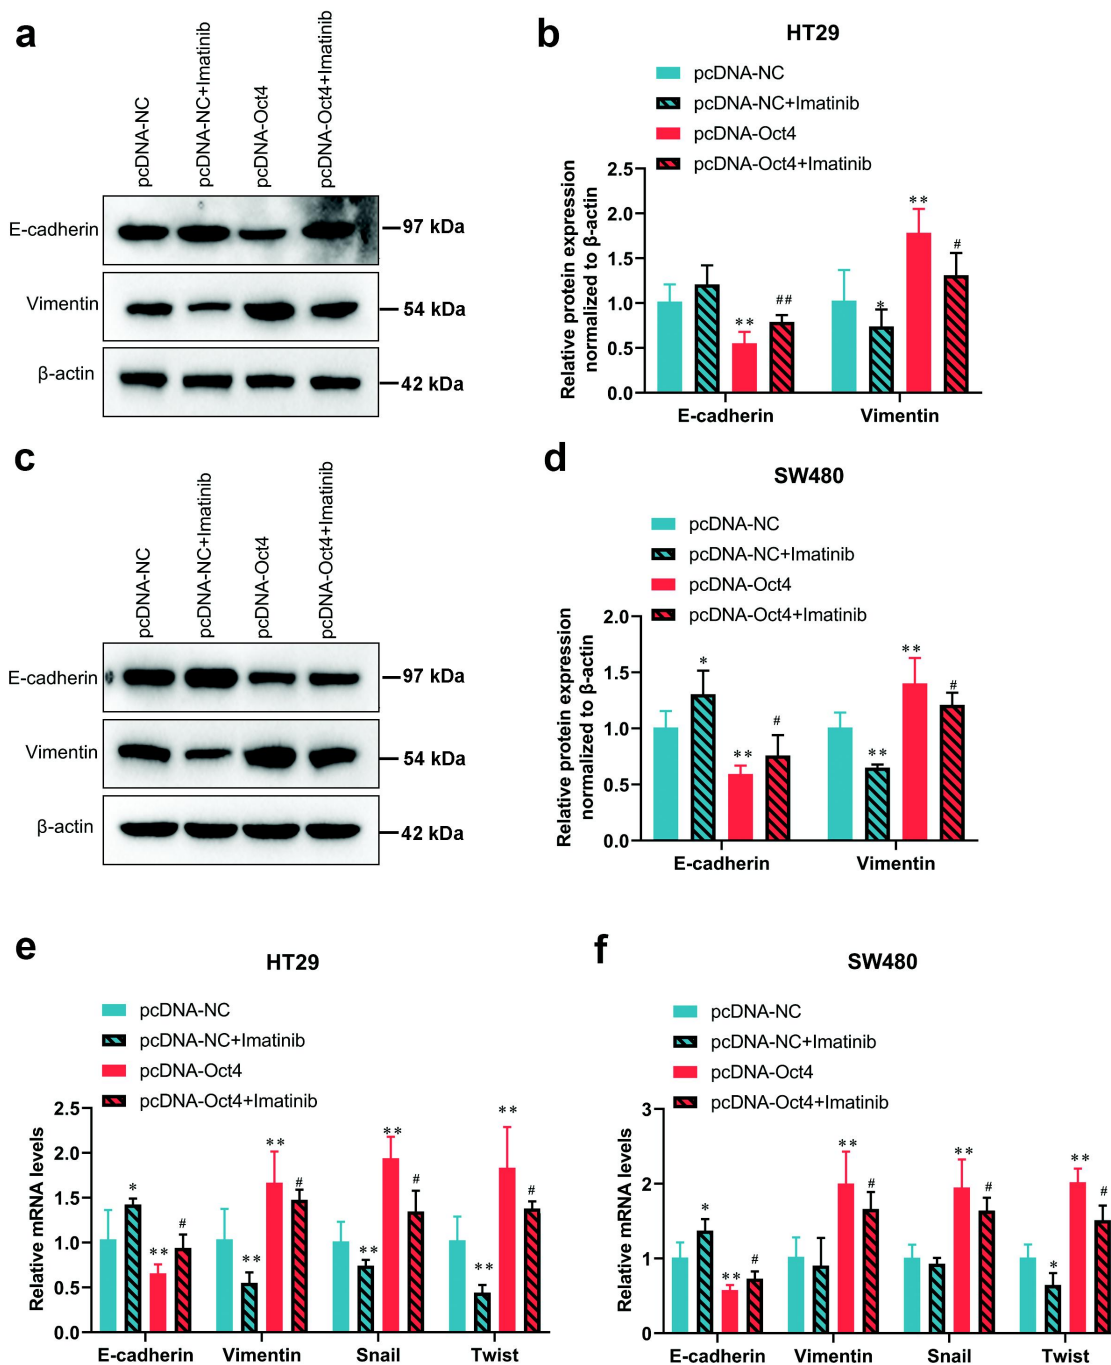 a
pcDNA-NC
pcDNA-NC+Imatinib
pcDNA-Oct4
pcDNA-Oct4+Imatinib
E-cadherin
97 kDa
Vimentin
54 kDa
β-actin
42 kDa
b
HT29
pcDNA-NC
pcDNA-NC+Imatinib
pcDNA-Oct4
pcDNA-Oct4+Imatinib
Relative protein expression
normalized to β-actin
2.5
2.0
1.5
1.0
0.5
0.0
**
##
*
**
#
E-cadherin
Vimentin
c
pcDNA-NC
pcDNA-NC+Imatinib
pcDNA-Oct4
pcDNA-Oct4+Imatinib
E-cadherin
97 kDa
Vimentin
54 kDa
β-actin
42 kDa
d
SW480
pcDNA-NC
pcDNA-NC+Imatinib
pcDNA-Oct4
pcDNA-Oct4+Imatinib
Relative protein expression
normalized to β-actin
2.0
1.5
1.0
0.5
0.0
*
**
#
**
**
#
E-cadherin
Vimentin
e
HT29
pcDNA-NC
pcDNA-NC+Imatinib
pcDNA-Oct4
pcDNA-Oct4+Imatinib
Relative mRNA levels
2.5
2.0
1.5
1.0
0.5
0.0
*
**
#
**
**
#
**
**
#
**
**
#
E-cadherin
Vimentin
Snail
Twist
f
SW480
pcDNA-NC
pcDNA-NC+Imatinib
pcDNA-Oct4
pcDNA-Oct4+Imatinib
Relative mRNA levels
3
2
1
0
*
**
#
**
#
**
#
*
**
#
E-cadherin
Vimentin
Snail
Twist